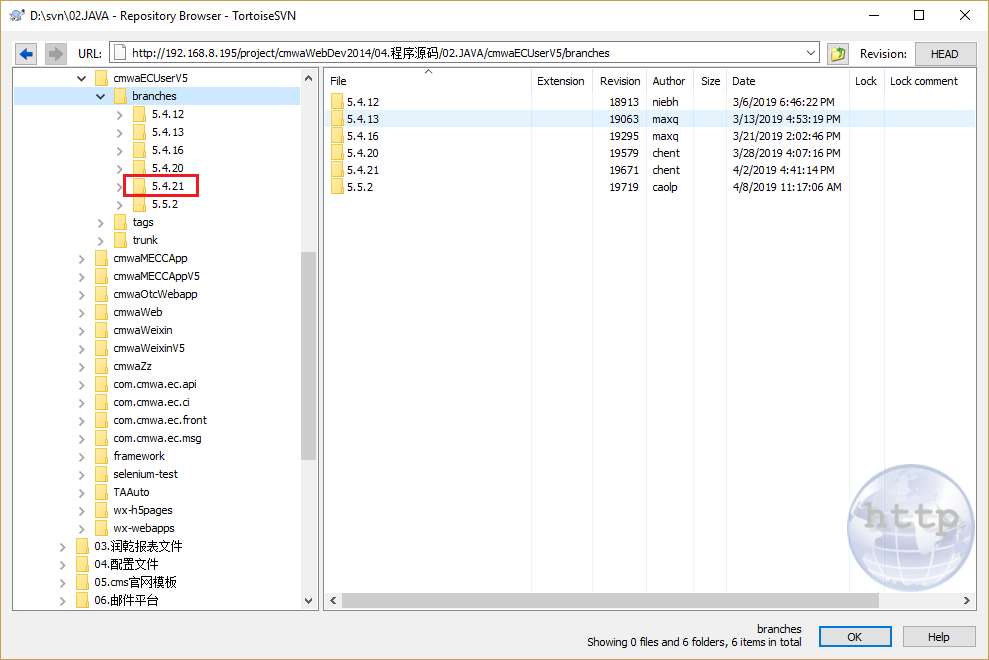 D:\svn\02.JAVA - Repository Browser - TortoiseSVN
URL: http://192.168.8.195/project/cmwaWebDev2014/04.程序源码/02.JAVA/cmwaECUserV5/branches Revision: HEAD
cmwaECUserV5
branches
5.4.12
5.4.13
5.4.16
5.4.20
5.4.21
5.5.2
tags
trunk
cmwaMECCApp
cmwaMECCAppV5
cmwaOtcWebapp
cmwaWeb
cmwaWeixin
cmwaWeixinV5
cmwaZz
com.cmwa.ec.api
com.cmwa.ec.ci
com.cmwa.ec.front
com.cmwa.ec.msg
framework
selenium-test
TAAuto
wx-h5pages
wx-webapps
03.润乾报表文件
04.配置文件
05.cms官网模板
06.邮件平台
File Extension Revision Author Size Date Lock Lock comment
5.4.12 18913 niebh 3/6/2019 6:46:22 PM
5.4.13 19063 maxq 3/13/2019 4:53:19 PM
5.4.16 19295 maxq 3/21/2019 2:02:46 PM
5.4.20 19579 chent 3/28/2019 4:07:16 PM
5.4.21 19671 chent 4/2/2019 4:41:14 PM
5.5.2 19719 caolp 4/8/2019 11:17:06 AM
http
branches
Showing 0 files and 6 folders, 6 items in total
OK Help